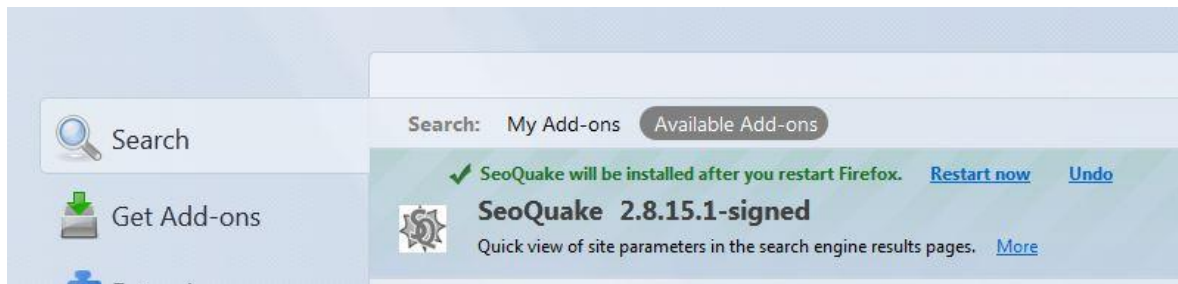 Search
Get Add-ons
Search: My Add-ons Available Add-ons
SeoQuake will be installed after you restart Firefox. Restart now Undo
SeoQuake 2.8.15.1-signed
Quick view of site parameters in the search engine results pages. More